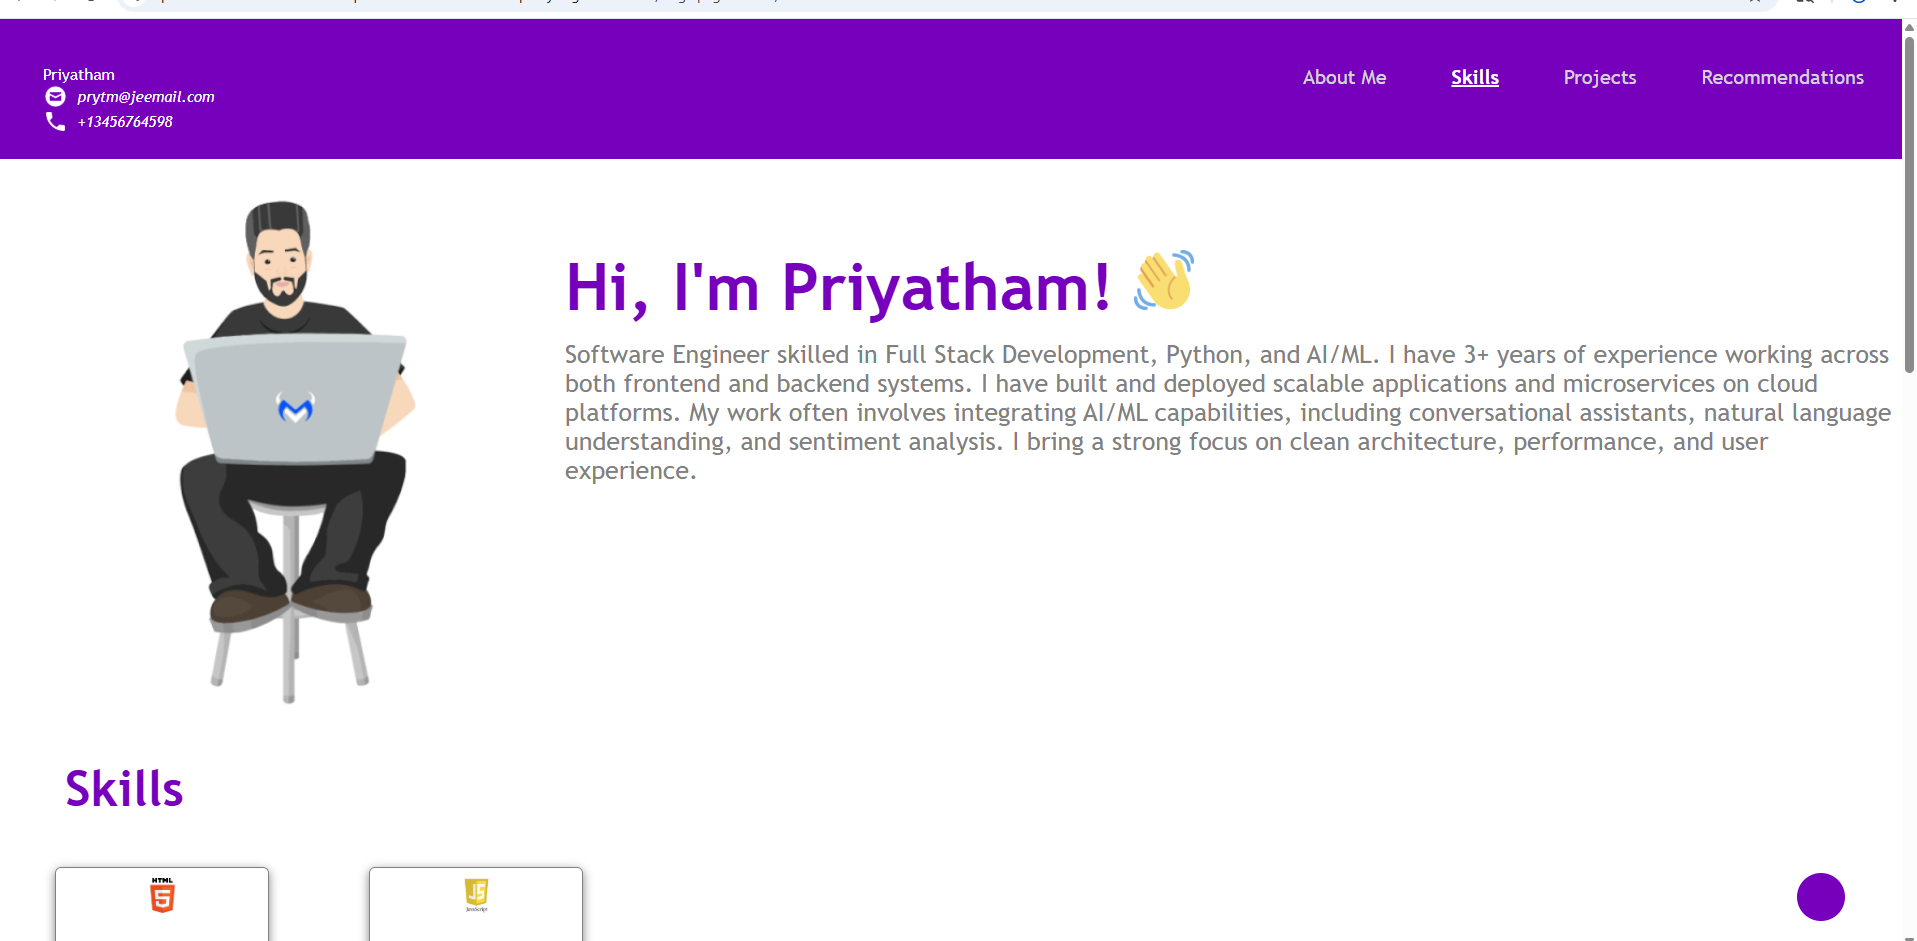 Priyatham
prytm@jeemail.com
+13456764598
About Me
Skills
Projects
Recommendations
Hi, I'm Priyatham!
Software Engineer skilled in Full Stack Development, Python, and AI/ML. I have 3+ years of experience working across
both frontend and backend systems. I have built and deployed scalable applications and microservices on cloud
platforms. My work often involves integrating AI/ML capabilities, including conversational assistants, natural language
understanding, and sentiment analysis. I bring a strong focus on clean architecture, performance, and user
experience.
Skills
HTML
5
JS
JavaScript